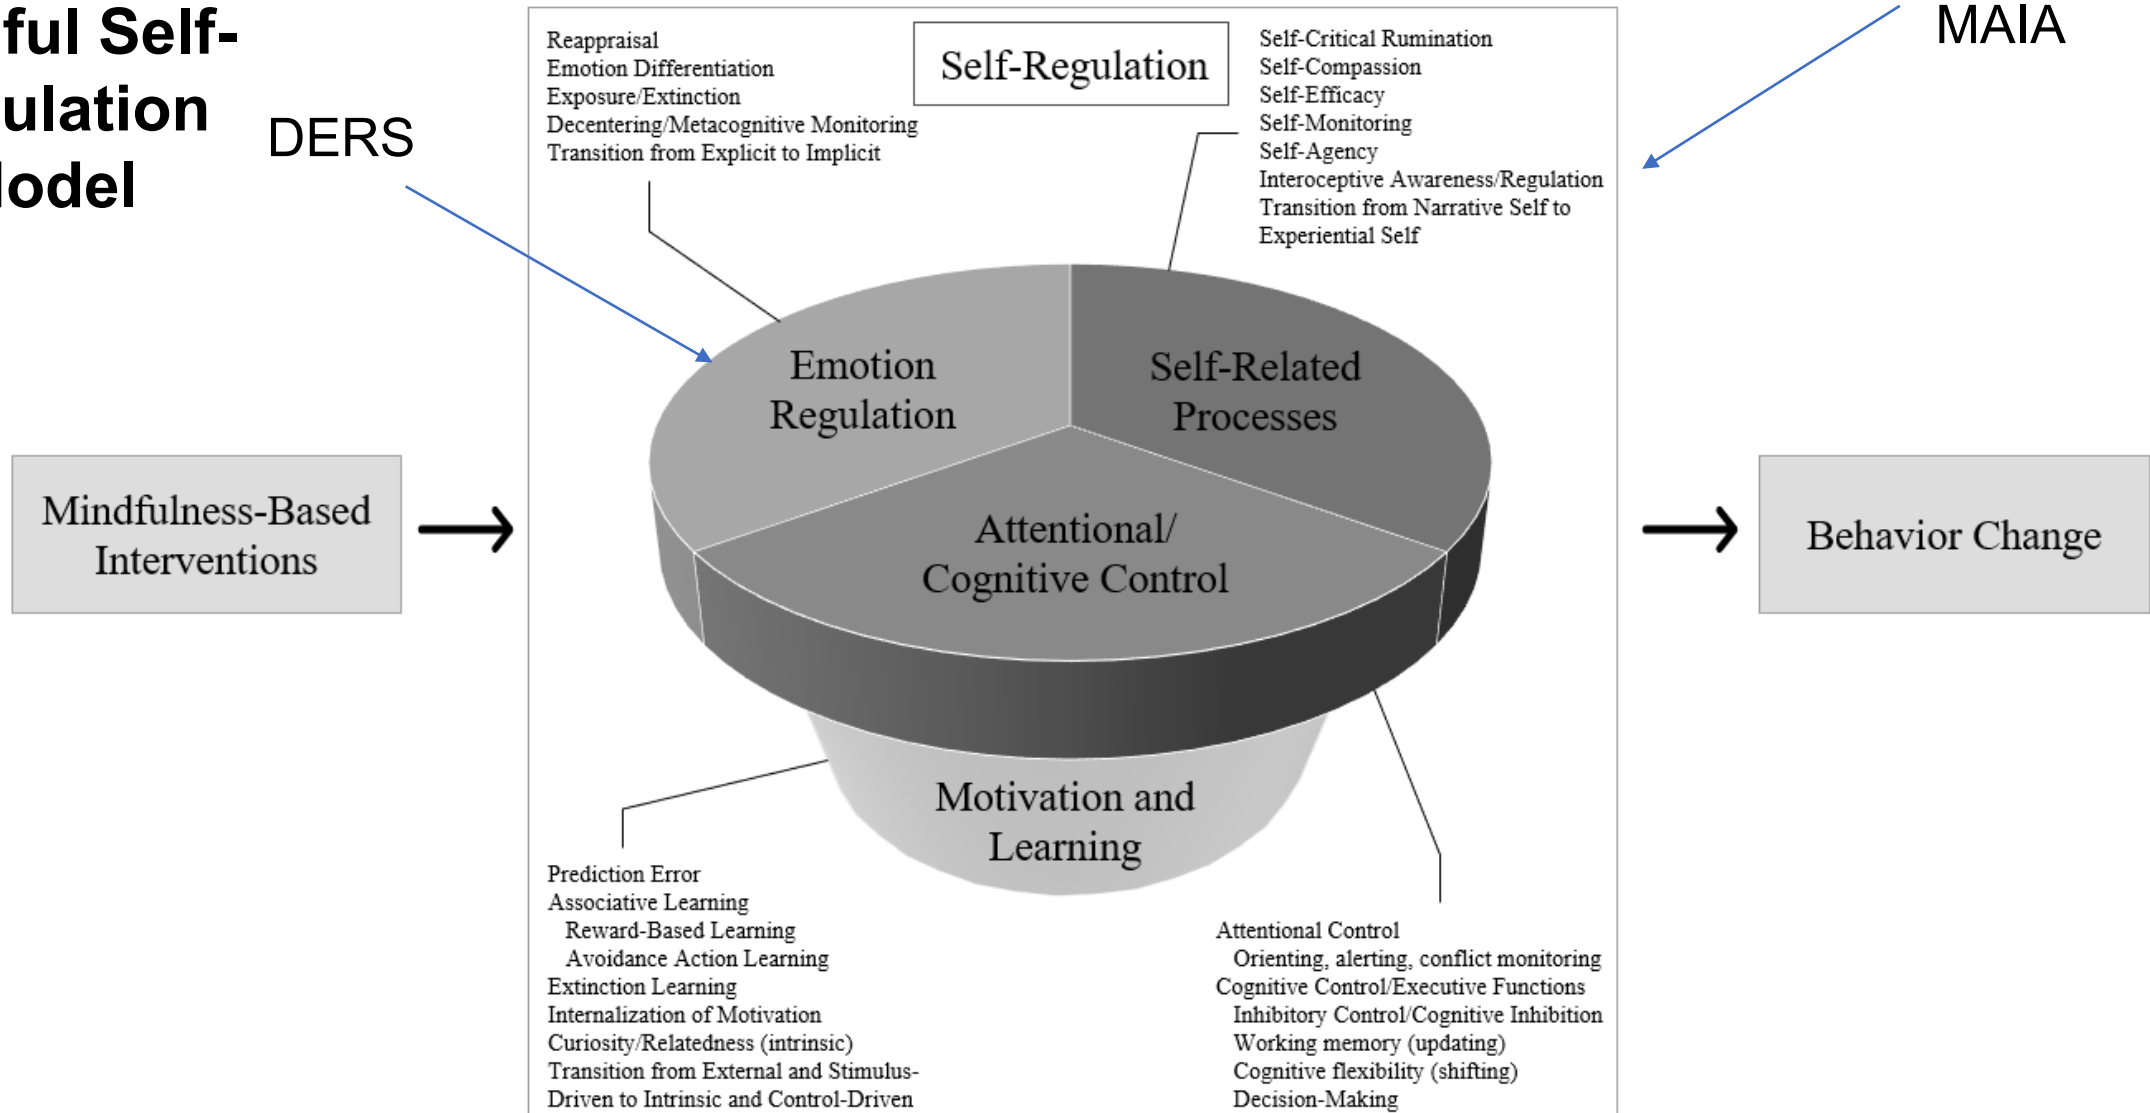 ful Self-
ulation
Model
DERS
MAIA
Self-Regulation
Reappraisal
Emotion Differentiation
Exposure/Extinction
Decentering/Metacognitive Monitoring
Transition from Explicit to Implicit
Self-Critical Rumination
Self-Compassion
Self-Efficacy
Self-Monitoring
Self-Agency
Interoceptive Awareness/Regulation
Transition from Narrative Self to
Experiential Self
Emotion
Regulation
Self-Related
Processes
Attentional/
Cognitive Control
Mindfulness-Based
Interventions
Behavior Change
Motivation and
Learning
Prediction Error
Associative Learning
Reward-Based Learning
Avoidance Action Learning
Extinction Learning
Internalization of Motivation
Curiosity/Relatedness (intrinsic)
Transition from External and Stimulus-
Driven to Intrinsic and Control-Driven
Attentional Control
Orienting, alerting, conflict monitoring
Cognitive Control/Executive Functions
Inhibitory Control/Cognitive Inhibition
Working memory (updating)
Cognitive flexibility (shifting)
Decision-Making